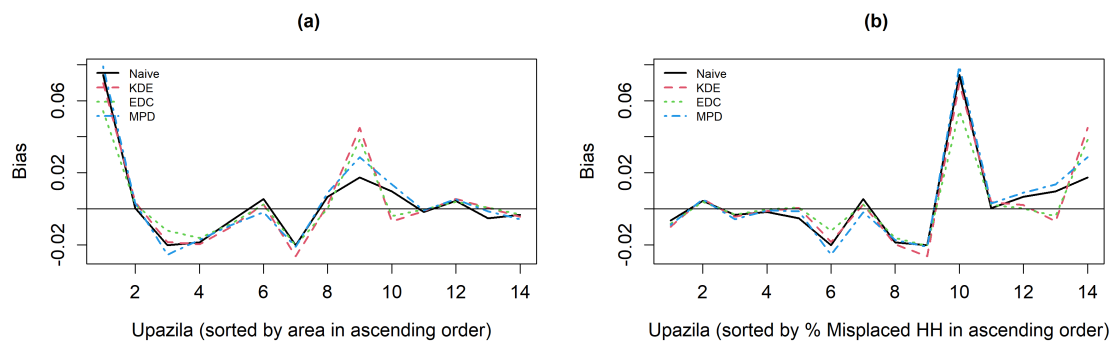 (a)
Naive
KDE
EDC
MPD
Bias
0.06
0.02
-0.02
2 4 6 8 10 12 14
Upazila (sorted by area in ascending order)
(b)
Naive
KDE
EDC
MPD
Bias
0.06
0.02
-0.02
2 4 6 8 10 12 14
Upazila (sorted by % Misplaced HH in ascending order)